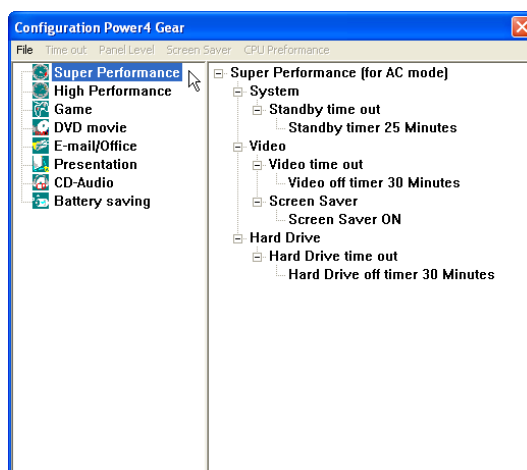 Configuration Power4 Gear
File Time out Panel Level Screen Saver CPU Preformance
Super Performance
High Performance
Game
DVD movie
E-mail/Office
Presentation
CD-Audio
Battery saving
Super Performance (for AC mode)
System
Standby time out
Standby timer 25 Minutes
Video
Video time out
Video off timer 30 Minutes
Screen Saver
Screen Saver ON
Hard Drive
Hard Drive time out
Hard Drive off timer 30 Minutes